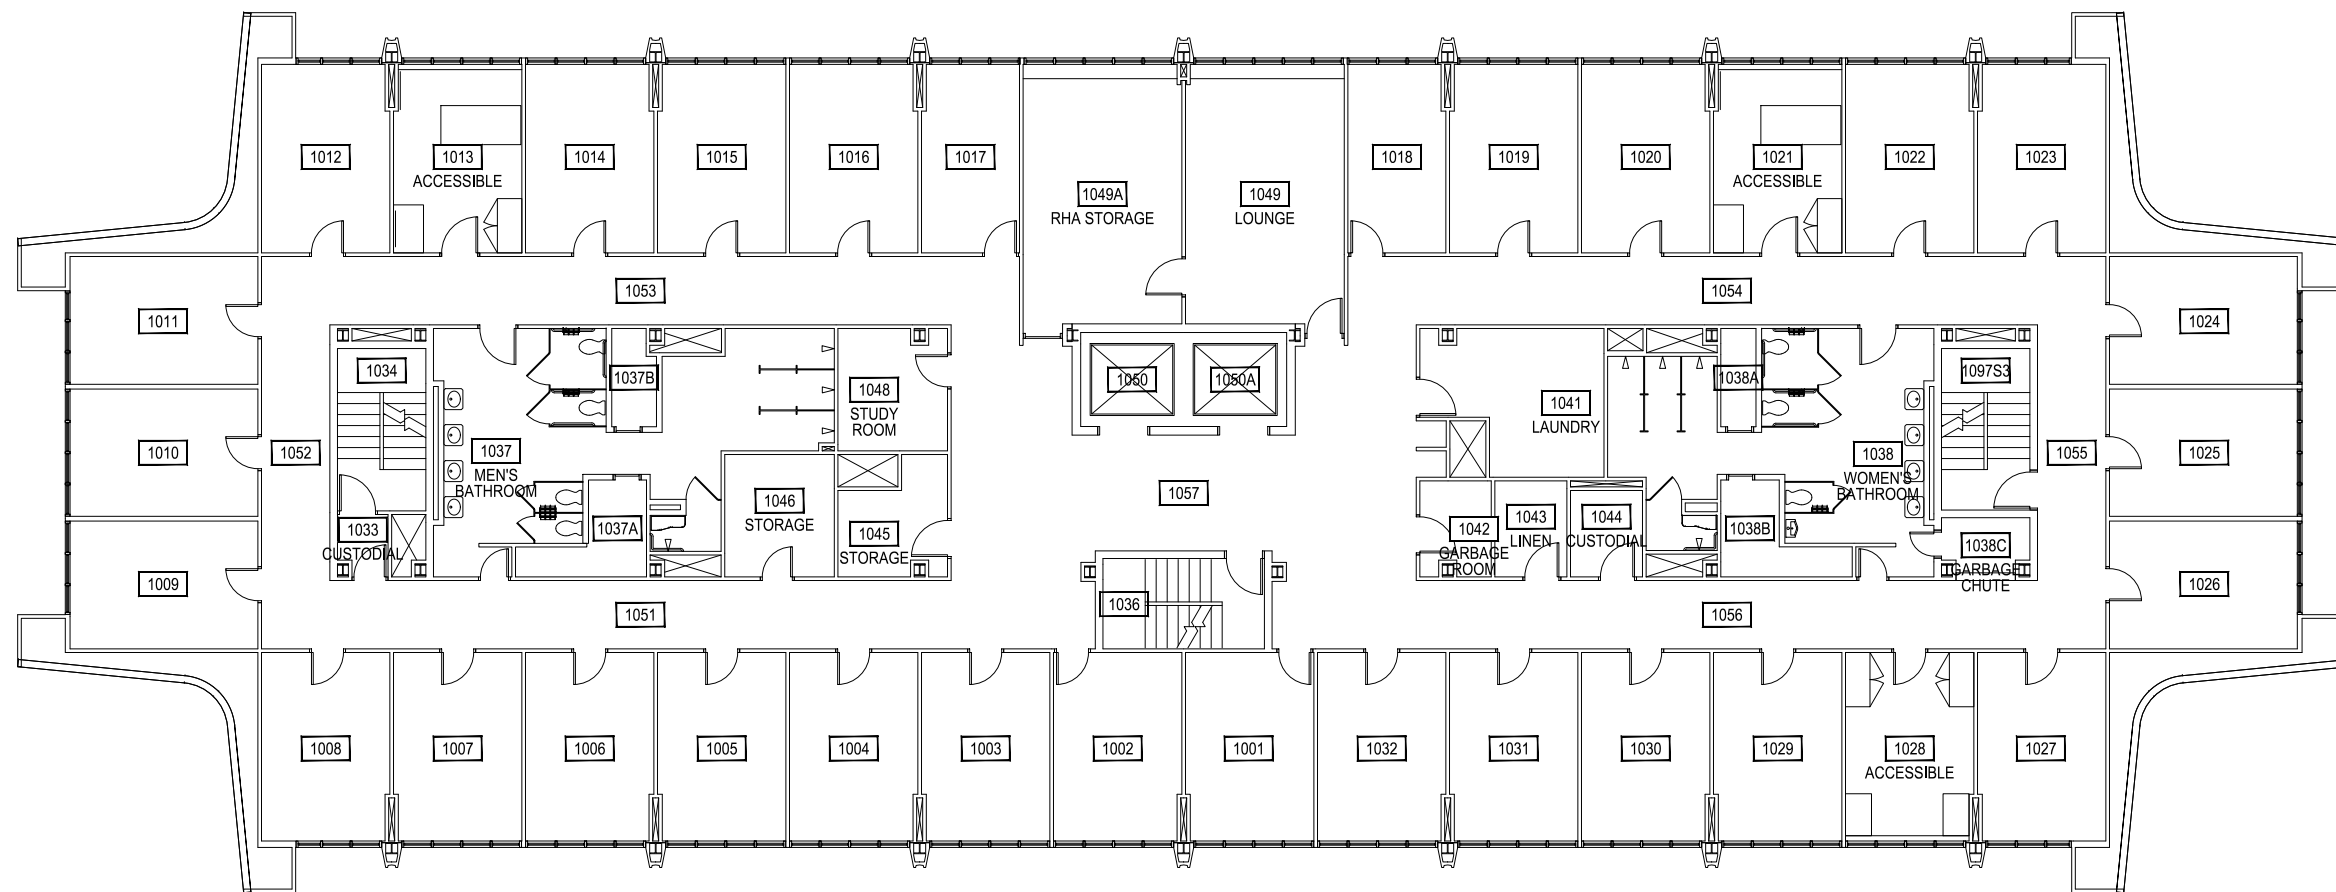 1012
1013
ACCESSIBLE
1014
1015
1016
1017
1049A
RHA STORAGE
1049
LOUNGE
1018
1019
1020
1021
ACCESSIBLE
1022
1023
1053
1054
1011
1024
1034
1037B
1048
STUDY
ROOM
1050
1050A
1041
LAUNDRY
1038A
1097S3
1010
1052
1037
MEN'S
BATHROOM
1046
STORAGE
1057
1038
WOMEN'S
BATHROOM
1055
1025
1009
1033
CUSTODIAL
1037A
1045
STORAGE
1042
GARBAGE
ROOM
1043
LINEN
1044
CUSTODIAL
1038B
1038C
GARBAGE
CHUTE
1026
1051
1036
1056
1008
1007
1006
1005
1004
1003
1002
1001
1032
1031
1030
1029
1028
ACCESSIBLE
1027